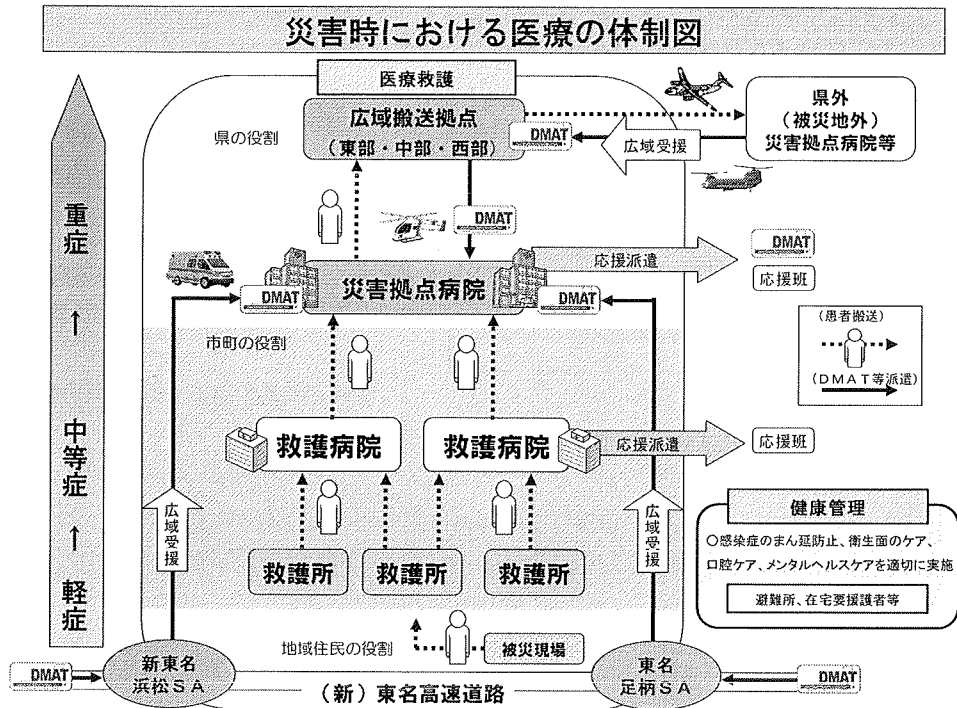 災害時における医療の体制図
医療救護
県の役割
広域搬送拠点
(東部・中部・西部)
DMAT
広域受援
県外
(被災地外)
災害拠点病院等
DMAT
重症
↑
中等症
↑
軽症
DMAT
災害拠点病院
DMAT
応援派遣
DMAT
応援班
市町の役割
(患者搬送)
(DMAT等派遣)
救護病院
救護病院
応援派遣
応援班
広域受援
広域受援
救護所
救護所
救護所
健康管理
○感染症のまん延防止、衛生面のケア、
口腔ケア、メンタルヘルスケアを適切に実施
避難所、在宅要援護者等
地域住民の役割
被災現場
DMAT
新東名
浜松SA
(新)東名高速道路
東名
足柄SA
DMAT